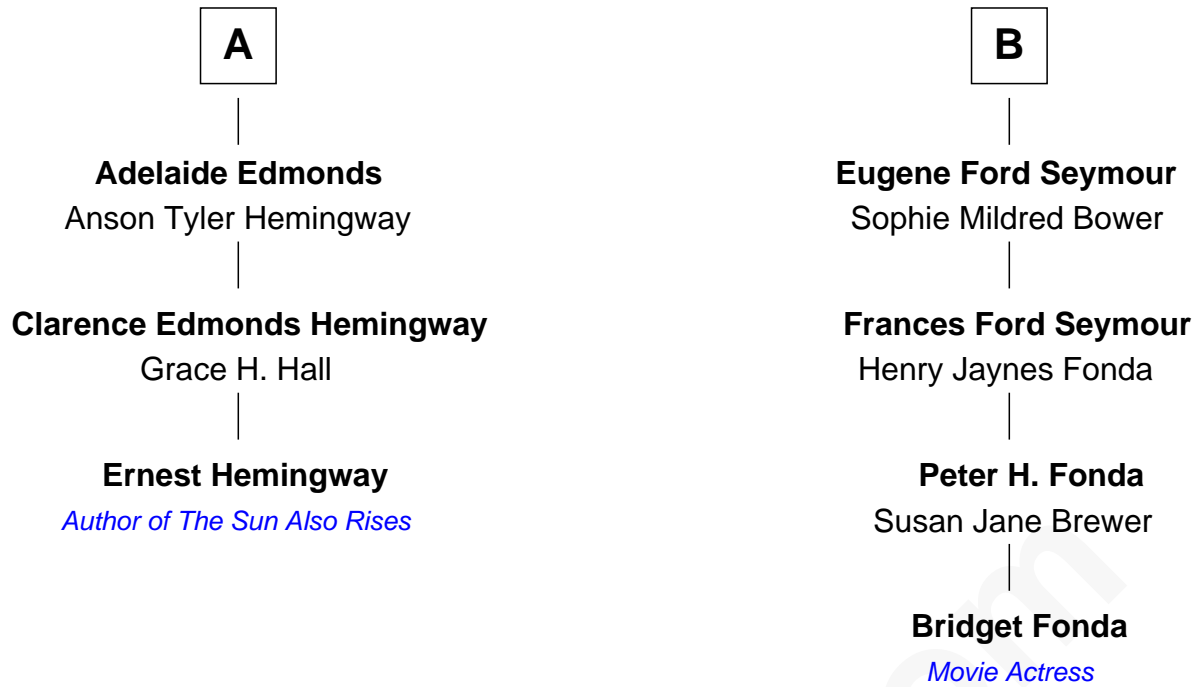 A
Adelaide Edmonds
Anson Tyler Hemingway
Clarence Edmonds Hemingway
Grace H. Hall
Ernest Hemingway
Author of The Sun Also Rises
B
Eugene Ford Seymour
Sophie Mildred Bower
Frances Ford Seymour
Henry Jaynes Fonda
Peter H. Fonda
Susan Jane Brewer
Bridget Fonda
Movie Actress